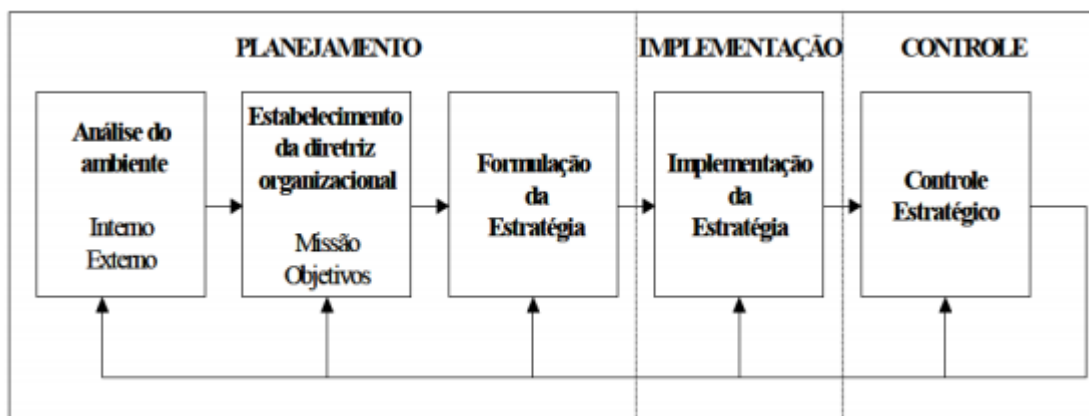 PLANEJAMENTO
IMPLEMENTAÇÃO
CONTROLE
Análise do
ambiente
Interno
Externo
Estabelecimento
da diretriz
organizacional
Missão
Objetivos
Formulação
da
Estratégia
Implementação
da
Estratégia
Controle
Estratégico